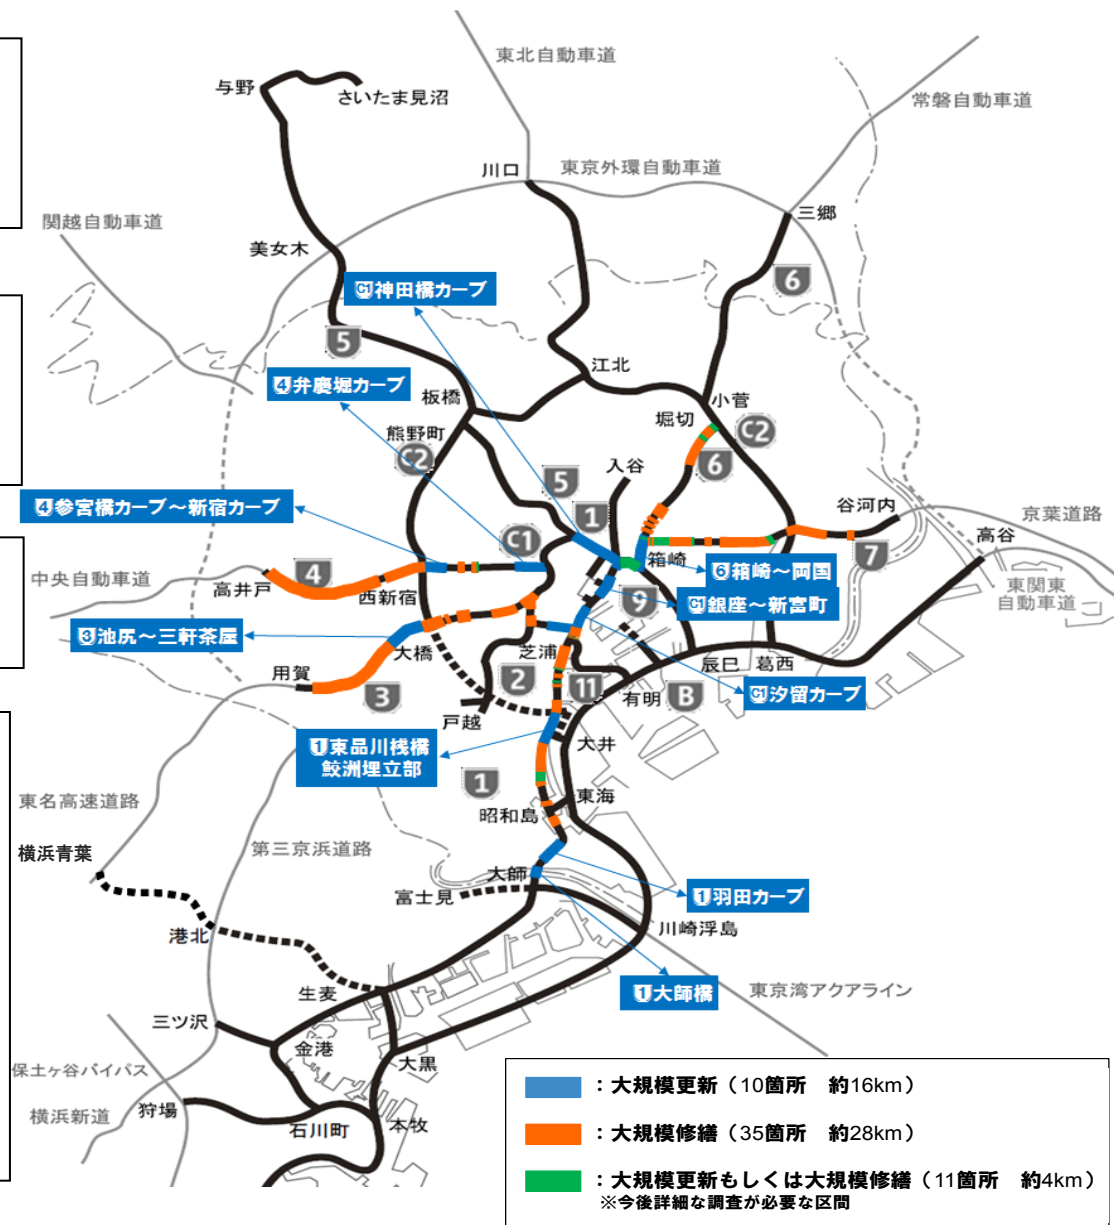 東北自動車道
与野
さいたま見沼
常磐自動車道
川口
東京外環自動車道
三郷
関越自動車道
美女木
6
C1神田橋カーブ
5
江北
4弁慶堀カーブ
板橋
小菅
堀切
C2
熊野町
C2
入谷
6
5
4参宮橋カーブ～新宿カーブ
1
谷河内
京葉道路
C1
高谷
箱崎
7
中央自動車道
高井戸
4
6箱崎～両国
東関東
自動車道
西新宿
9
C1銀座～新富町
3池尻～三軒茶屋
大橋
芝浦
辰巳
葛西
用賀
2
11
有明
B
C1汐留カーブ
3
戸越
1東品川桟橋
鮫洲埋立部
大井
1
東海
東名高速道路
昭和島
横浜青葉
第三京浜道路
大師
富士見
1羽田カーブ
川崎浮島
港北
生麦
1大師橋
東京湾アクアライン
三ツ沢
金港
大黒
保土ヶ谷バイパス
横浜新道
狩場
石川町
本牧
：大規模更新（10箇所　約16km）
：大規模修繕（35箇所　約28km）
：大規模更新もしくは大規模修繕（11箇所　約4km）
※今後詳細な調査が必要な区間